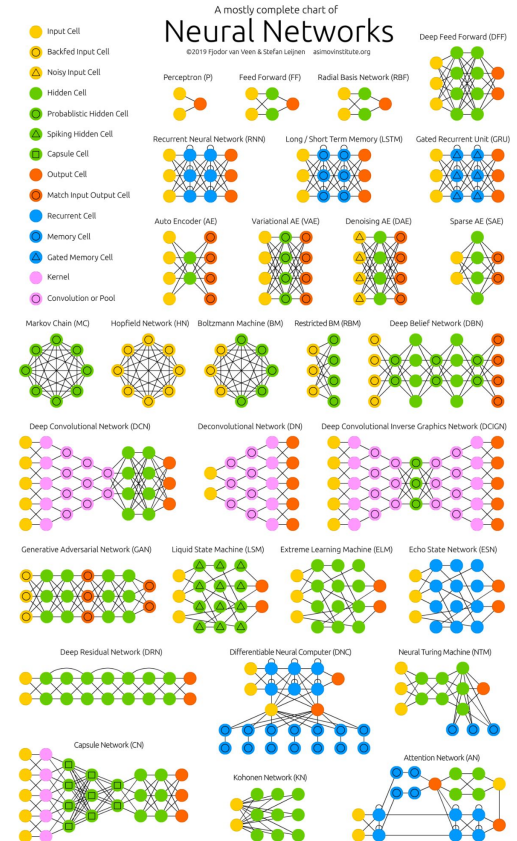 A mostly complete chart of
Neural Networks
©2019 Fjodor van Veen & Stefan Leijnen asimovinstitute.org
Input Cell
Backfed Input Cell
Noisy Input Cell
Hidden Cell
Probablistic Hidden Cell
Spiking Hidden Cell
Capsule Cell
Output Cell
Match Input Output Cell
Recurrent Cell
Memory Cell
Gated Memory Cell
Kernel
Convolution or Pool
Deep Feed Forward (DFF)
Perceptron (P)
Feed Forward (FF)
Radial Basis Network (RBF)
Recurrent Neural Network (RNN)
Long / Short Term Memory (LSTM)
Gated Recurrent Unit (GRU)
Auto Encoder (AE)
Variational AE (VAE)
Denoising AE (DAE)
Sparse AE (SAE)
Markov Chain (MC)
Hopfield Network (HN)
Boltzmann Machine (BM)
Restricted BM (RBM)
Deep Belief Network (DBN)
Deep Convolutional Network (DCN)
Deconvolutional Network (DN)
Deep Convolutional Inverse Graphics Network (DCIGN)
Generative Adversarial Network (GAN)
Liquid State Machine (LSM)
Extreme Learning Machine (ELM)
Echo State Network (ESN)
Deep Residual Network (DRN)
Differentiable Neural Computer (DNC)
Neural Turing Machine (NTM)
Capsule Network (CN)
Kohonen Network (KN)
Attention Network (AN)